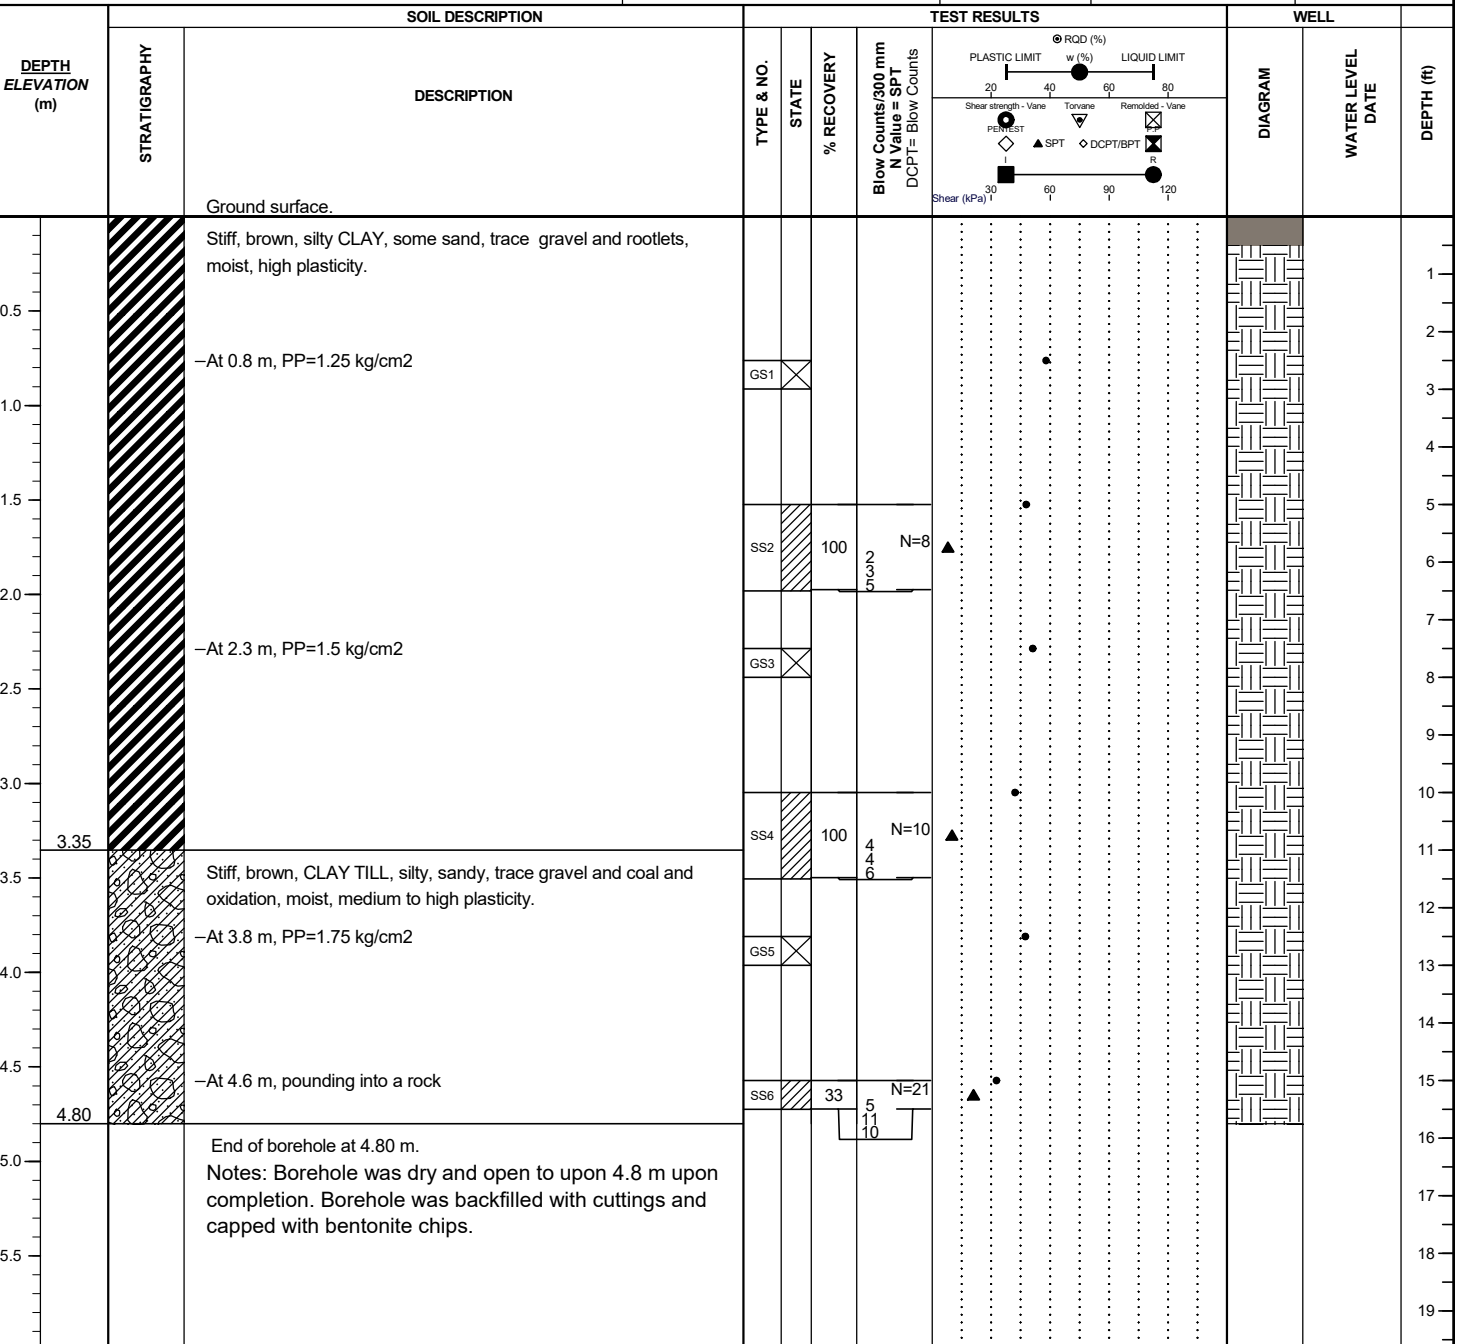 SOIL DESCRIPTION
TEST RESULTS
WELL
DEPTH
ELEVATION
(m)
STRATIGRAPHY
DESCRIPTION
TYPE & NO.
STATE
% RECOVERY
Blow Counts/300 mm
N Value = SPT
DCPT= Blow Counts
RQD (%)
PLASTIC LIMIT w (%) LIQUID LIMIT
20 40 60 80
Shear strength - Vane Torvane Remolded - Vane
PENTEST P.P
SPT DCPT/BPT
I R
Shear (kPa) 30 60 90 120
DIAGRAM
WATER LEVEL
DATE
DEPTH (ft)
Ground surface.
Stiff, brown, silty CLAY, some sand, trace gravel and rootlets,
moist, high plasticity.
1
0.5
2
At 0.8 m, PP=1.25 kg/cm2
GS1
3
1.0
4
1.5
5
SS2 100 N=8
2
3
5
6
2.0
7
At 2.3 m, PP=1.5 kg/cm2
GS3
8
2.5
9
3.0
10
SS4 100 N=10
4
4
6
3.35
11
3.5
Stiff, brown, CLAY TILL, silty, sandy, trace gravel and coal and
oxidation, moist, medium to high plasticity.
12
At 3.8 m, PP=1.75 kg/cm2
GS5
13
4.0
14
4.5
At 4.6 m, pounding into a rock
15
SS6 33 N=21
5
11
10
4.80
16
End of borehole at 4.80 m.
5.0
Notes: Borehole was dry and open to upon 4.8 m upon
completion. Borehole was backfilled with cuttings and
capped with bentonite chips.
17
5.5
18
19